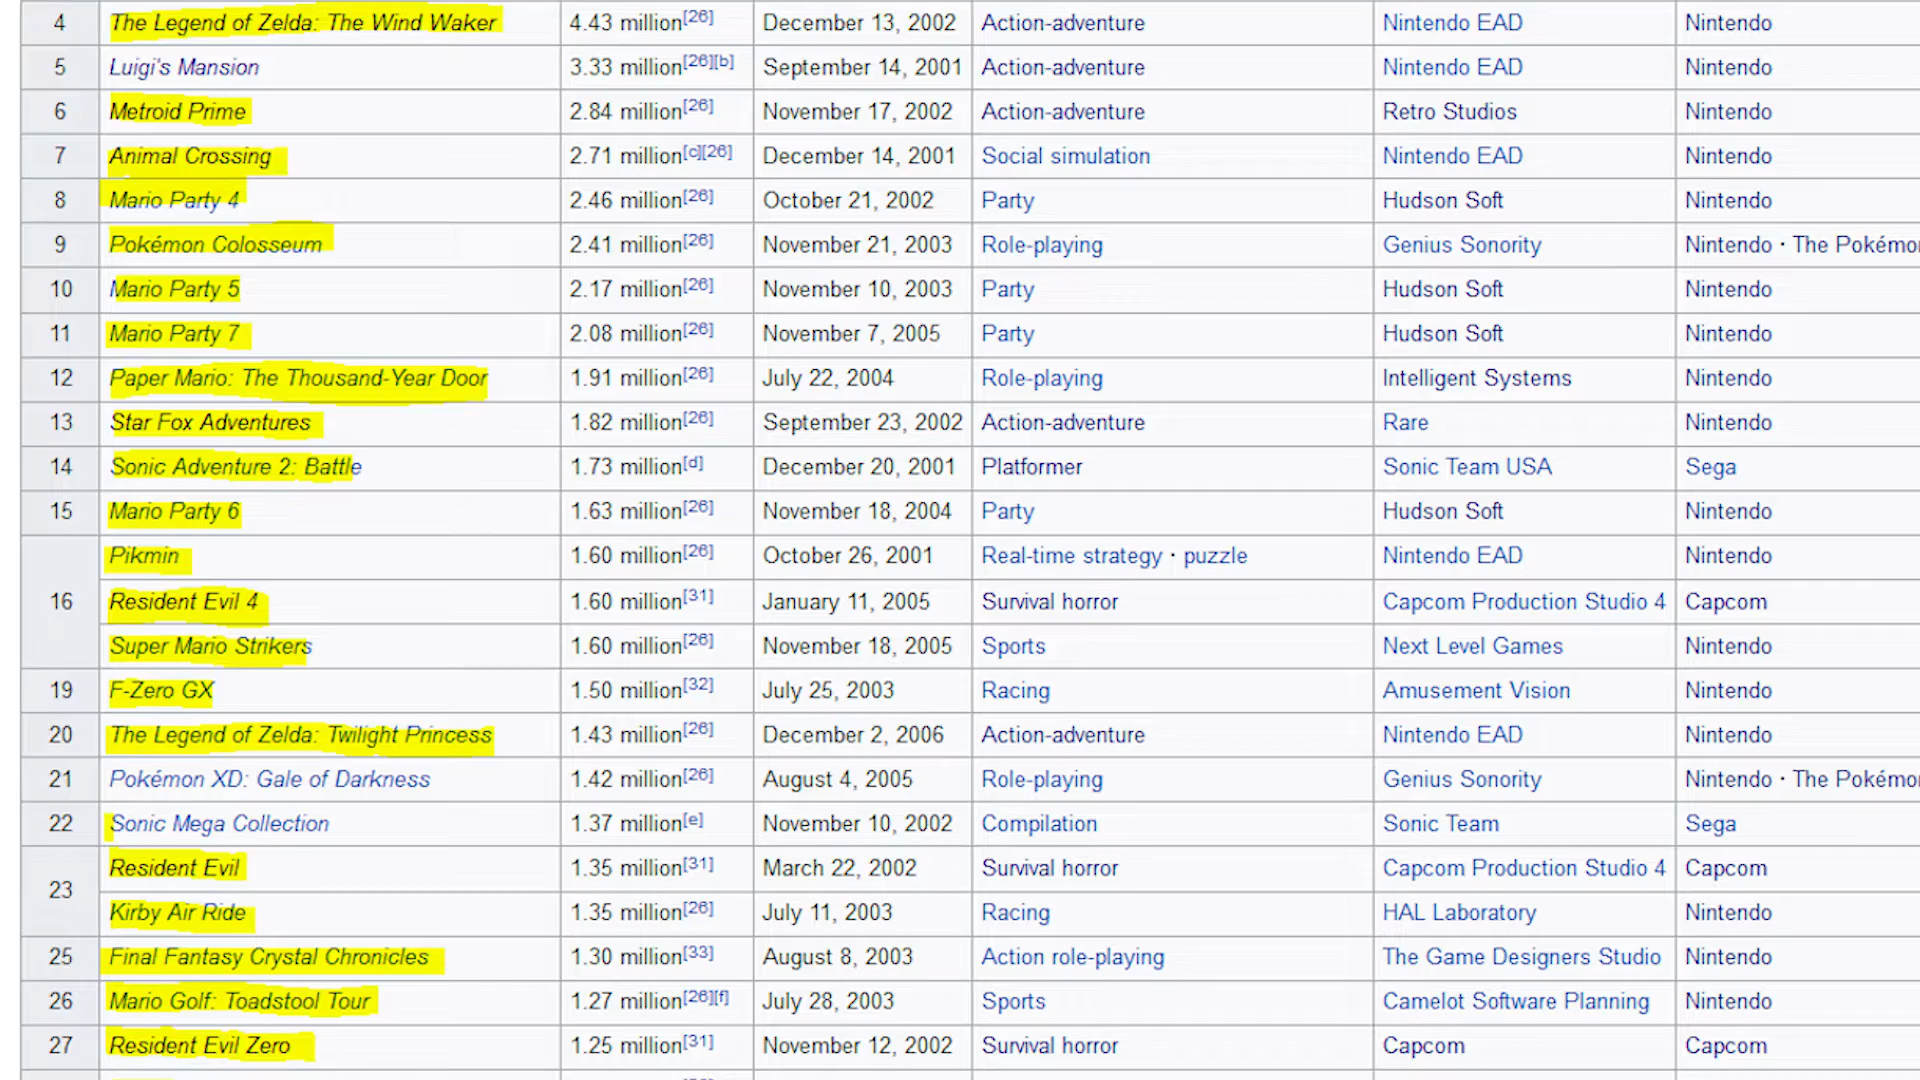 4 The Legend of Zelda: The Wind Waker 4.43 million[26] December 13, 2002 Action-adventure Nintendo EAD Nintendo
5 Luigi's Mansion 3.33 million[26][b] September 14, 2001 Action-adventure Nintendo EAD Nintendo
6 Metroid Prime 2.84 million[26] November 17, 2002 Action-adventure Retro Studios Nintendo
7 Animal Crossing 2.71 million[c][26] December 14, 2001 Social simulation Nintendo EAD Nintendo
8 Mario Party 4 2.46 million[26] October 21, 2002 Party Hudson Soft Nintendo
9 Pokémon Colosseum 2.41 million[26] November 21, 2003 Role-playing Genius Sonority Nintendo · The Pokémo
10 Mario Party 5 2.17 million[26] November 10, 2003 Party Hudson Soft Nintendo
11 Mario Party 7 2.08 million[26] November 7, 2005 Party Hudson Soft Nintendo
12 Paper Mario: The Thousand-Year Door 1.91 million[26] July 22, 2004 Role-playing Intelligent Systems Nintendo
13 Star Fox Adventures 1.82 million[26] September 23, 2002 Action-adventure Rare Nintendo
14 Sonic Adventure 2: Battle 1.73 million[d] December 20, 2001 Platformer Sonic Team USA Sega
15 Mario Party 6 1.63 million[26] November 18, 2004 Party Hudson Soft Nintendo
Pikmin 1.60 million[26] October 26, 2001 Real-time strategy · puzzle Nintendo EAD Nintendo
16 Resident Evil 4 1.60 million[31] January 11, 2005 Survival horror Capcom Production Studio 4 Capcom
Super Mario Strikers 1.60 million[26] November 18, 2005 Sports Next Level Games Nintendo
19 F-Zero GX 1.50 million[32] July 25, 2003 Racing Amusement Vision Nintendo
20 The Legend of Zelda: Twilight Princess 1.43 million[26] December 2, 2006 Action-adventure Nintendo EAD Nintendo
21 Pokémon XD: Gale of Darkness 1.42 million[26] August 4, 2005 Role-playing Genius Sonority Nintendo · The Pokémo
22 Sonic Mega Collection 1.37 million[e] November 10, 2002 Compilation Sonic Team Sega
23 Resident Evil 1.35 million[31] March 22, 2002 Survival horror Capcom Production Studio 4 Capcom
Kirby Air Ride 1.35 million[26] July 11, 2003 Racing HAL Laboratory Nintendo
25 Final Fantasy Crystal Chronicles 1.30 million[33] August 8, 2003 Action role-playing The Game Designers Studio Nintendo
26 Mario Golf: Toadstool Tour 1.27 million[26][f] July 28, 2003 Sports Camelot Software Planning Nintendo
27 Resident Evil Zero 1.25 million[31] November 12, 2002 Survival horror Capcom Capcom